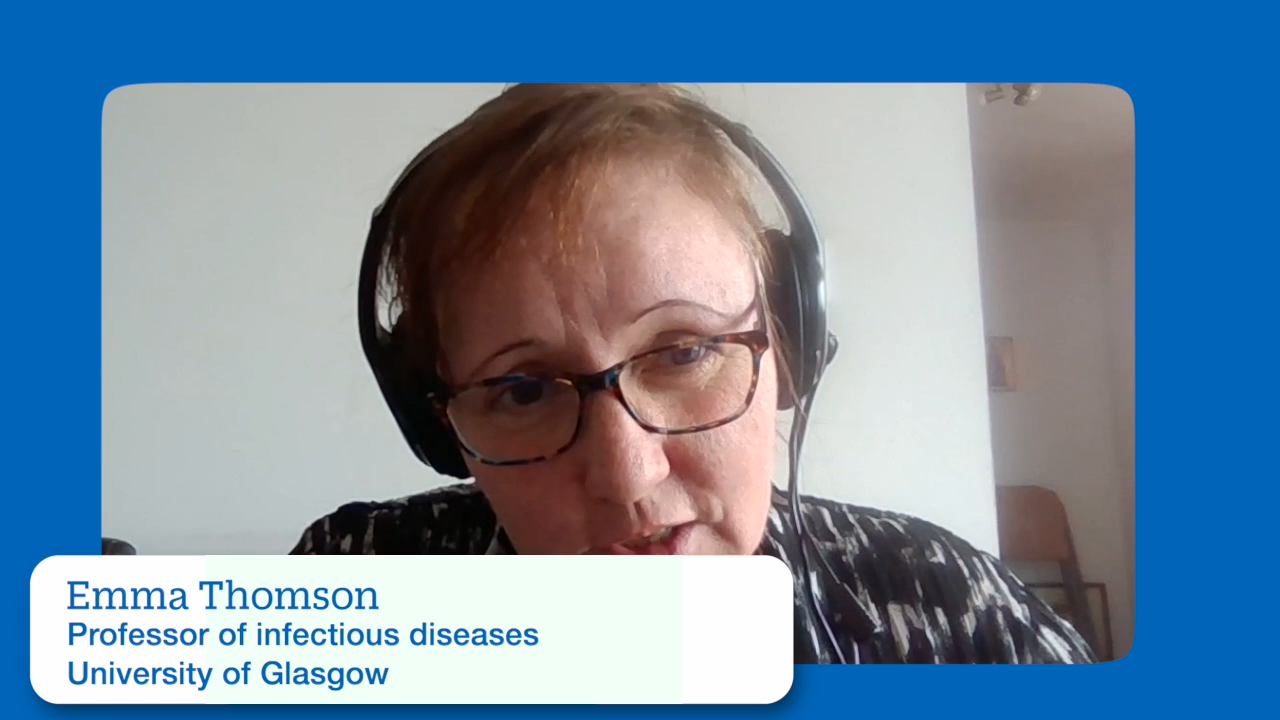 Emma Thomson
Professor of infectious diseases
University of Glasgow